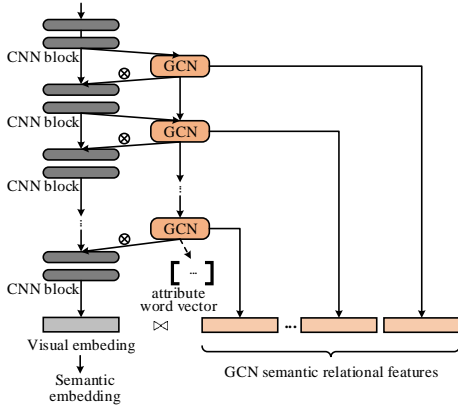 CNN block
GCN
⊗
CNN block
GCN
⊗
CNN block
...
...
GCN
⊗
[ ... ]
CNN block
attribute
word vector
⋈
...
Visual embeding
GCN semantic relational features
Semantic
embedding